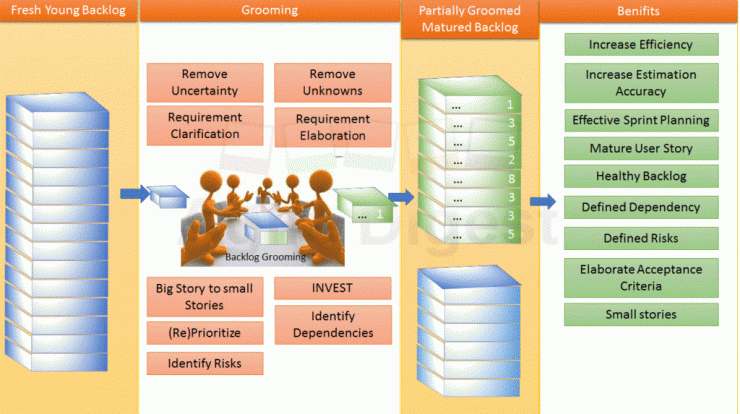 Fresh Young Backlog
Grooming
Partially Groomed
Matured Backlog
Benifits
Remove
Uncertainty
Remove
Unknowns
Requirement
Clarification
Requirement
Elaboration
... 1
Backlog Grooming
Big Story to small
Stories
INVEST
(Re)Prioritize
Identify
Dependencies
Identify Risks
... 1
... 3
... 5
... 2
... 8
... 3
... 3
... 5
Increase Efficiency
Increase Estimation
Accuracy
Effective Sprint Planning
Mature User Story
Healthy Backlog
Defined Dependency
Defined Risks
Elaborate Acceptance
Criteria
Small stories
Digest